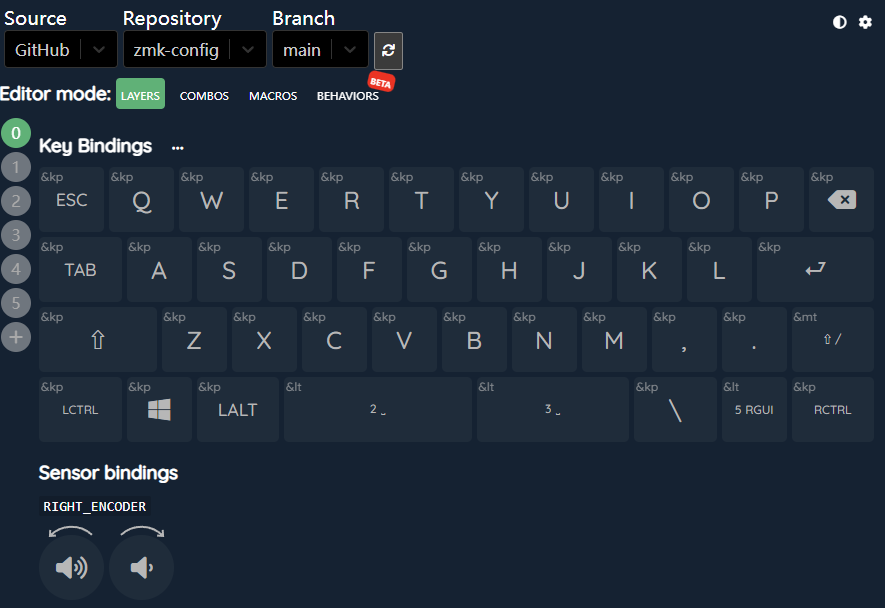 Source Repository Branch
GitHub zmk-config main
Editor mode: LAYERS COMBOS MACROS BEHAVIORS BETA
0
Key Bindings ...
1
2
3
4
5
+
&kp &kp &kp &kp &kp &kp &kp &kp &kp &kp &kp &kp
ESC Q W E R T Y U I O P
&kp &kp &kp &kp &kp &kp &kp &kp &kp &kp &kp
TAB A S D F G H J K L
&kp &kp &kp &kp &kp &kp &kp &kp &kp &kp &mt
⇧ Z X C V B N M , . ⇧ /
&kp &kp &kp &lt &lt &kp &lt &kp
LCTRL LALT 2 ⎵ 3 ⎵ \ 5 RGUI RCTRL
Sensor bindings
RIGHT_ENCODER